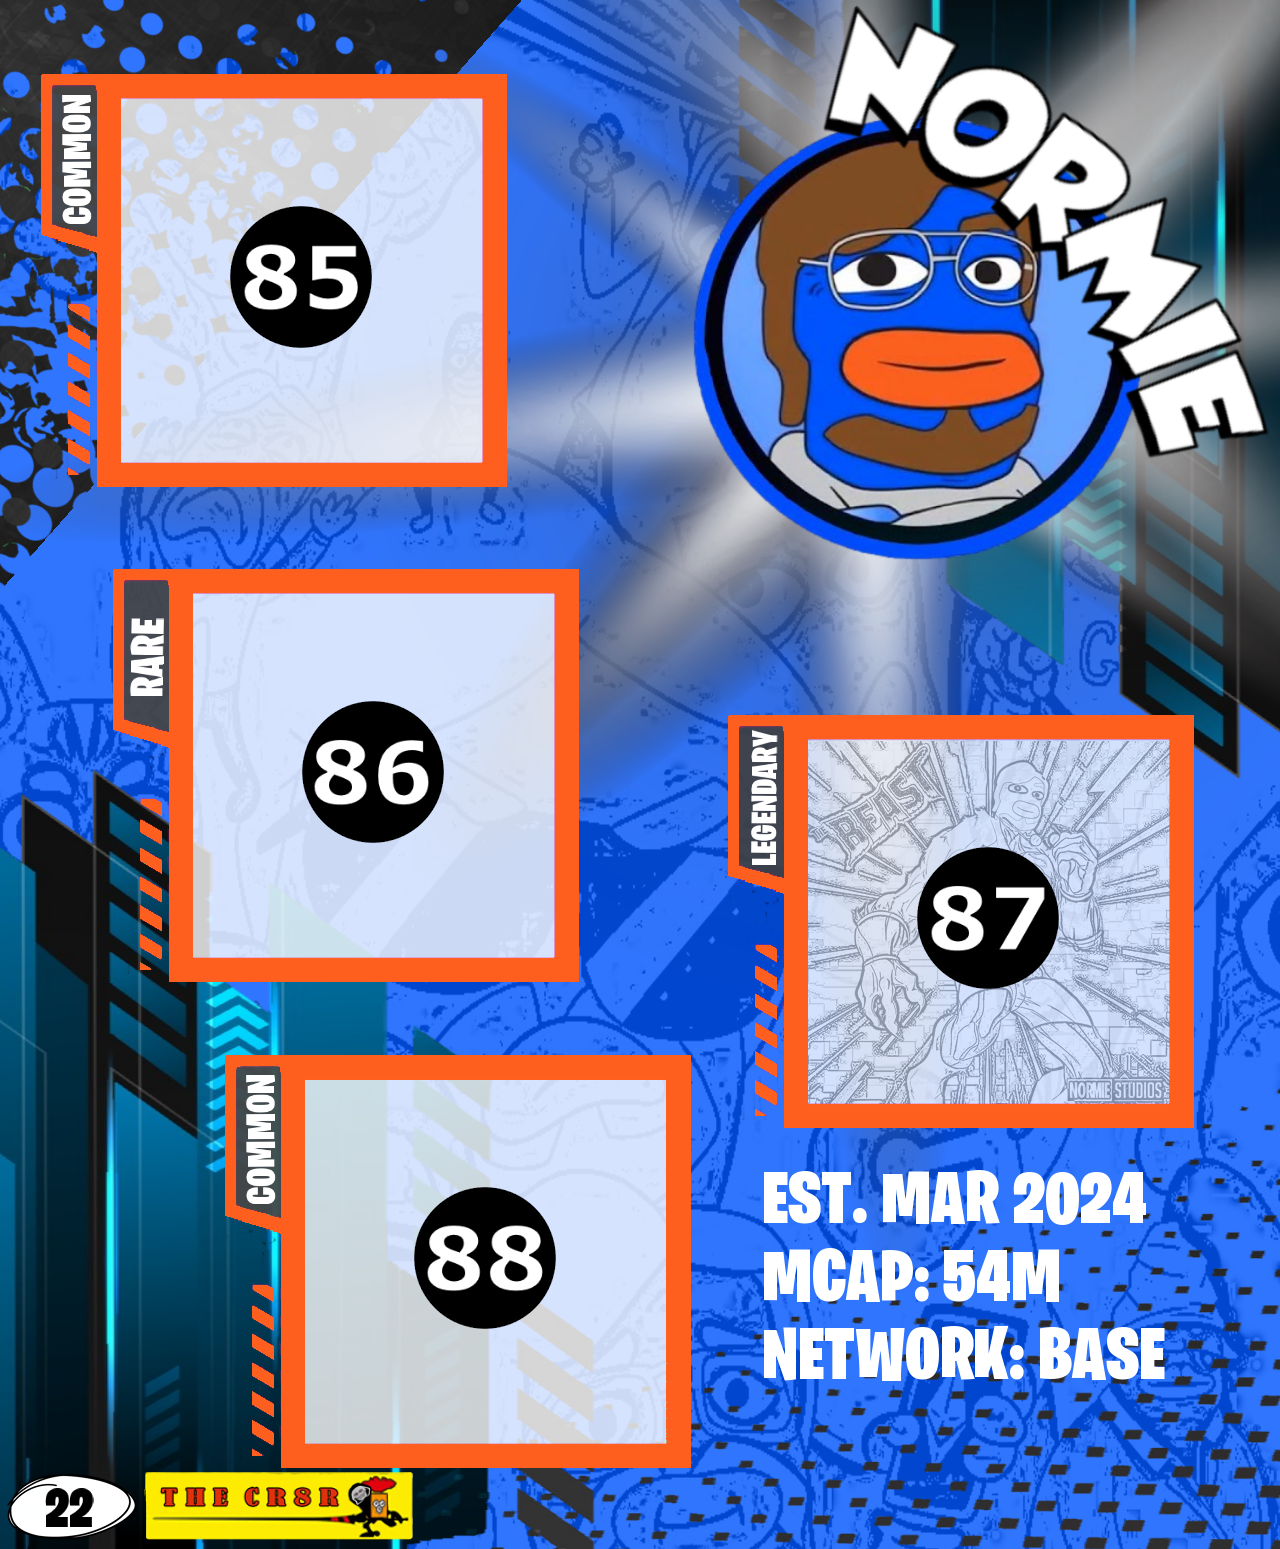 NORMIE
COMMON
85
RARE
86
LEGENDARY
BEAST
87
NORMIE STUDIOS
COMMON
88
EST. MAR 2024
MCAP: 54M
NETWORK: BASE
22
THE CR8R